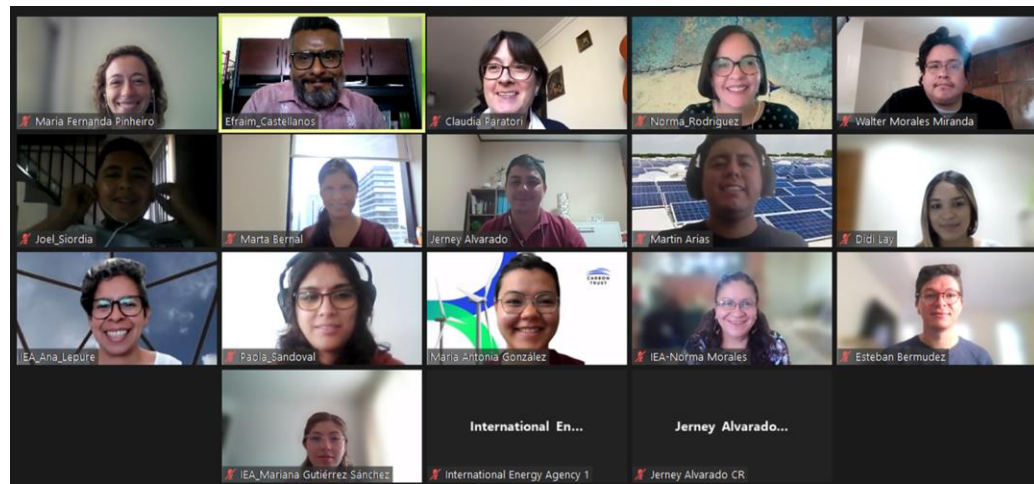 Maria Fernanda Pinheiro
Efraim_Castellanos
Claudia Paratori
Norma_Rodriguez
Walter Morales Miranda
Joel_Siordia
Marta Bernal
Jerney Alvarado
Martin Arias
Didi Lay
CARBON
TRUST
IEA_Ana_Lepure
Paola_Sandoval
Maria Antonia González
IEA-Norma Morales
Esteban Bermudez
International En...
Jerney Alvarado...
IEA_Mariana Gutiérrez Sánchez
International Energy Agency 1
Jerney Alvarado CR